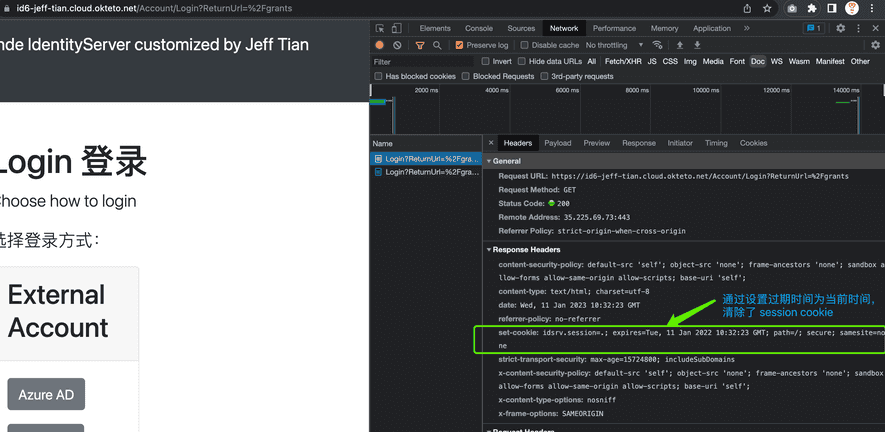 id6-jeff-tian.cloud.okteto.net/Account/Login?ReturnUrl=%2Fgrants
nde IdentityServer customized by Jeff Tian
Login 登录
Choose how to login
选择登录方式：
External
Account
Azure AD
Elements Console Sources Network Performance Memory Application » 1
Preserve log Disable cache No throttling
Filter Invert Hide data URLs All Fetch/XHR JS CSS Img Media Font Doc WS Wasm Manifest Other
Has blocked cookies Blocked Requests 3rd-party requests
2000 ms 4000 ms 6000 ms 8000 ms 10000 ms 12000 ms 14000 ms
Name
Login?ReturnUrl=%2Fgra...
Login?ReturnUrl=%2Fgra...
× Headers Payload Preview Response Initiator Timing Cookies
General
Request URL: https://id6-jeff-tian.cloud.okteto.net/Account/Login?ReturnUrl=%2Fgrants
Request Method: GET
Status Code: 200
Remote Address: 35.225.69.73:443
Referrer Policy: strict-origin-when-cross-origin
Response Headers
content-security-policy: default-src 'self'; object-src 'none'; frame-ancestors 'none'; sandbox a
llow-forms allow-same-origin allow-scripts; base-uri 'self';
content-type: text/html; charset=utf-8
date: Wed, 11 Jan 2023 10:32:23 GMT
referrer-policy: no-referrer
set-cookie: idsrv.session=.; expires=Tue, 11 Jan 2022 10:32:23 GMT; path=/; secure; samesite=no
ne
通过设置过期时间为当前时间，
清除了 session cookie
strict-transport-security: max-age=15724800; includeSubDomains
x-content-security-policy: default-src 'self'; object-src 'none'; frame-ancestors 'none'; sandbox
allow-forms allow-same-origin allow-scripts; base-uri 'self';
x-content-type-options: nosniff
x-frame-options: SAMEORIGIN
Request Headers